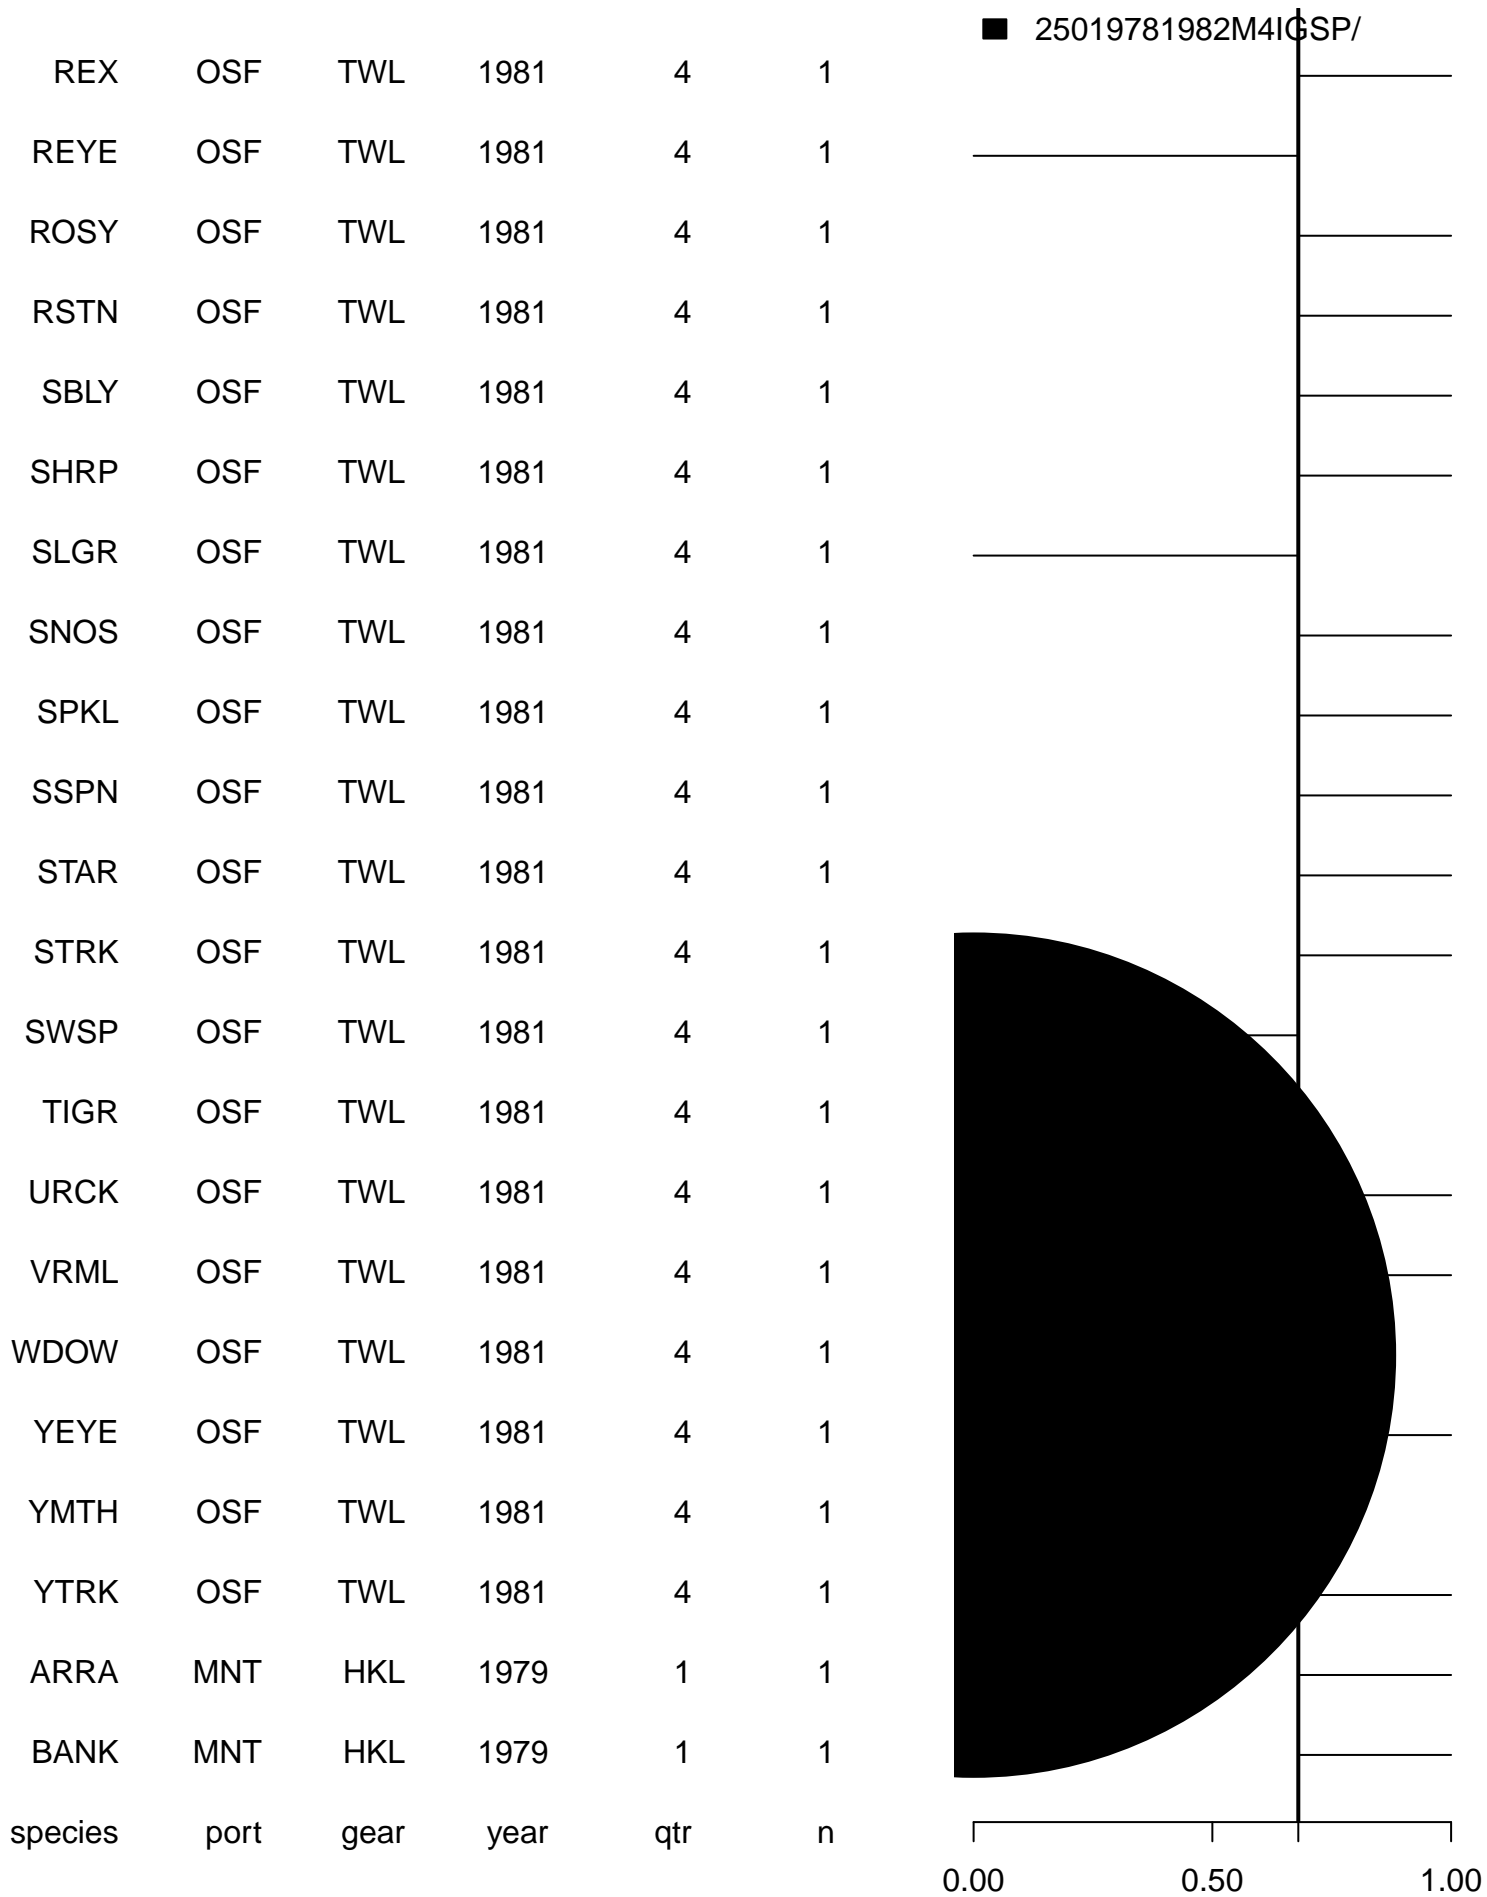 25019781982M4IGSP/
REX OSF TWL 1981 4 1
REYE OSF TWL 1981 4 1
ROSY OSF TWL 1981 4 1
RSTN OSF TWL 1981 4 1
SBLY OSF TWL 1981 4 1
SHRP OSF TWL 1981 4 1
SLGR OSF TWL 1981 4 1
SNOS OSF TWL 1981 4 1
SPKL OSF TWL 1981 4 1
SSPN OSF TWL 1981 4 1
STAR OSF TWL 1981 4 1
STRK OSF TWL 1981 4 1
SWSP OSF TWL 1981 4 1
TIGR OSF TWL 1981 4 1
URCK OSF TWL 1981 4 1
VRML OSF TWL 1981 4 1
WDOW OSF TWL 1981 4 1
YEYE OSF TWL 1981 4 1
YMTH OSF TWL 1981 4 1
YTRK OSF TWL 1981 4 1
ARRA MNT HKL 1979 1 1
BANK MNT HKL 1979 1 1
species port gear year qtr n
0.00 0.50 1.00